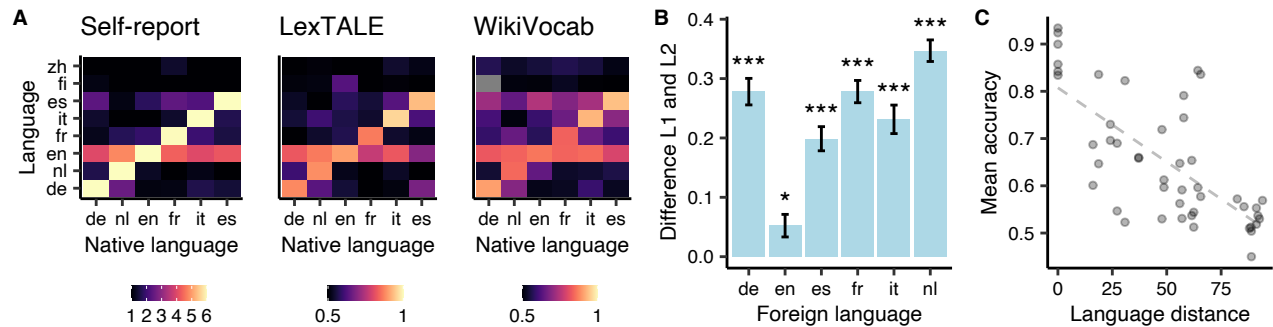 A
Self-report
LexTALE
WikiVocab
Language
zh
fi
es
it
fr
en
nl
de
de nl en fr it es
de nl en fr it es
de nl en fr it es
Native language
Native language
Native language
1 2 3 4 5 6
0.5 1
0.5 1
B
Difference L1 and L2
0.4
0.3
0.2
0.1
0.0
***
*
***
***
***
***
de en es fr it nl
Foreign language
C
Mean accuracy
0.9
0.8
0.7
0.6
0.5
0 25 50 75
Language distance